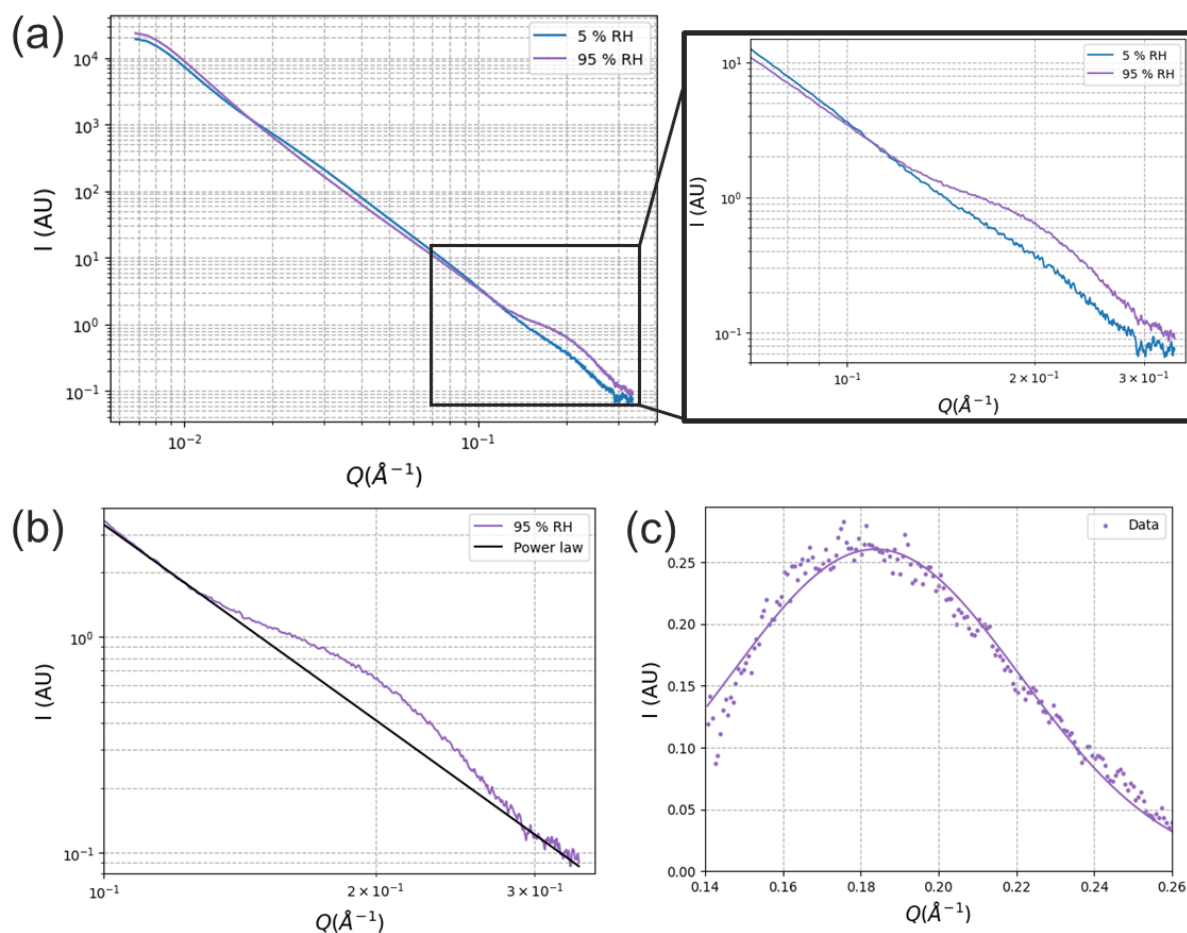 (a)
5 % RH
95 % RH
I (AU)
10⁴
10³
10²
10¹
10⁰
10⁻¹
10⁻² 10⁻¹
Q(Å⁻¹)
5 % RH
95 % RH
I (AU)
10¹
10⁰
10⁻¹
10⁻¹ 2 × 10⁻¹ 3 × 10⁻¹
Q(Å⁻¹)
(b)
95 % RH
Power law
I (AU)
10⁰
10⁻¹
10⁻¹ 2 × 10⁻¹ 3 × 10⁻¹
Q(Å⁻¹)
(c)
Data
I (AU)
0.25
0.20
0.15
0.10
0.05
0.00
0.14 0.16 0.18 0.20 0.22 0.24 0.26
Q(Å⁻¹)